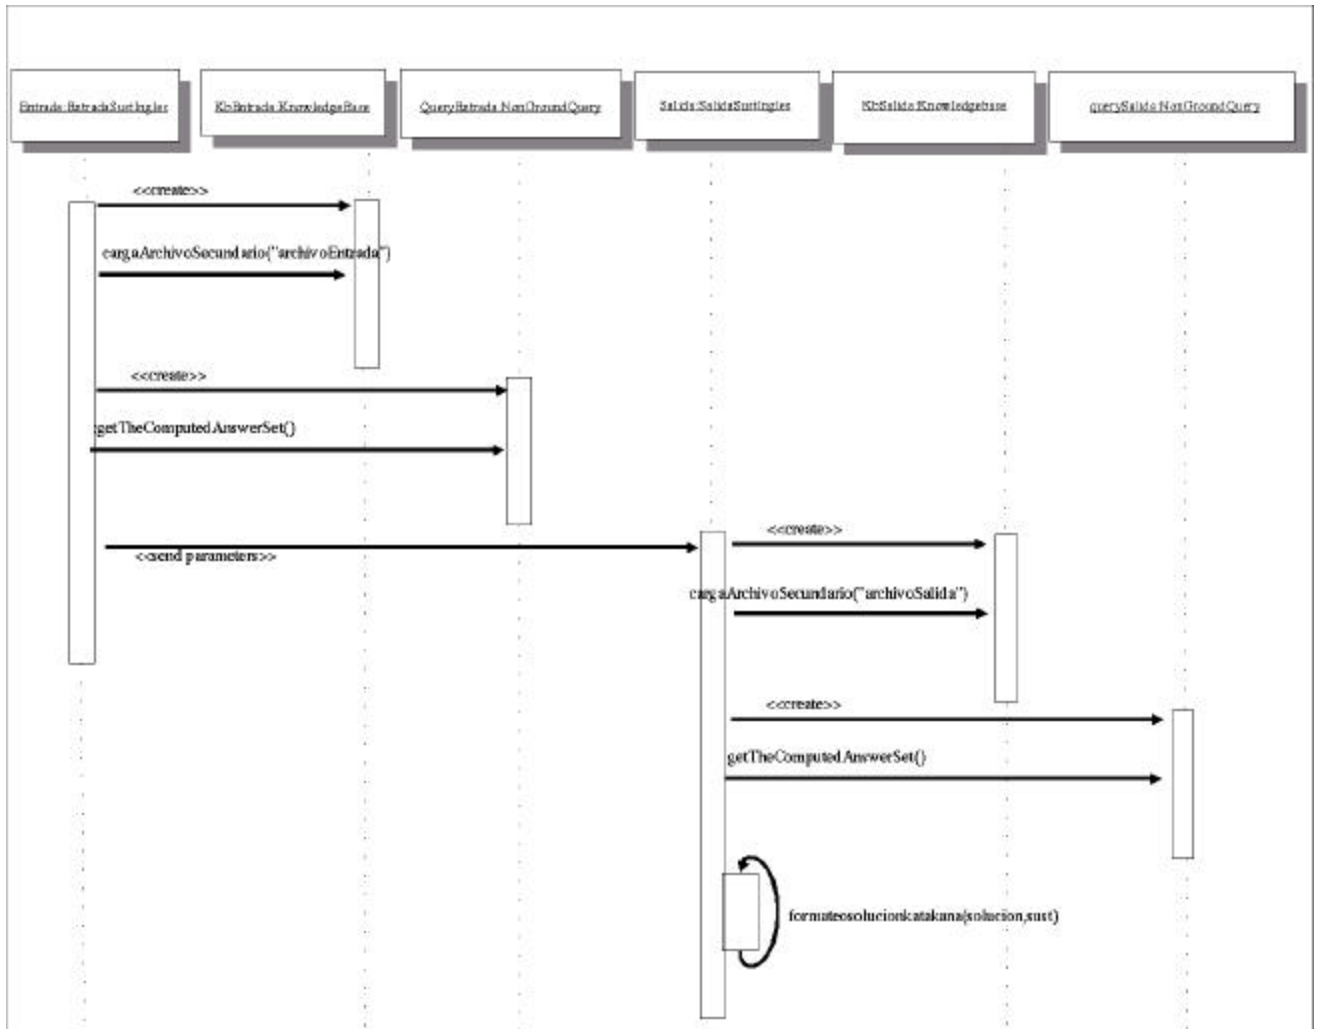 Entrada:EntradaSustIngles
KbEntrada:KnowledgeBase
QueryEntrada:NonGroundQuery
Salida:SalidaSustIngles
KbSalida:Knowledgebase
querySalida:NonGroundQuery
<<create>>
cargaArchivoSecundario("archivoEntrada")
<<create>>
:getTheComputedAnswerSet()
<<send parameters>>
<<create>>
cargaArchivoSecundario("archivoSalida")
<<create>>
getTheComputedAnswerSet()
formateosolucionkatakana(solucion,sust)